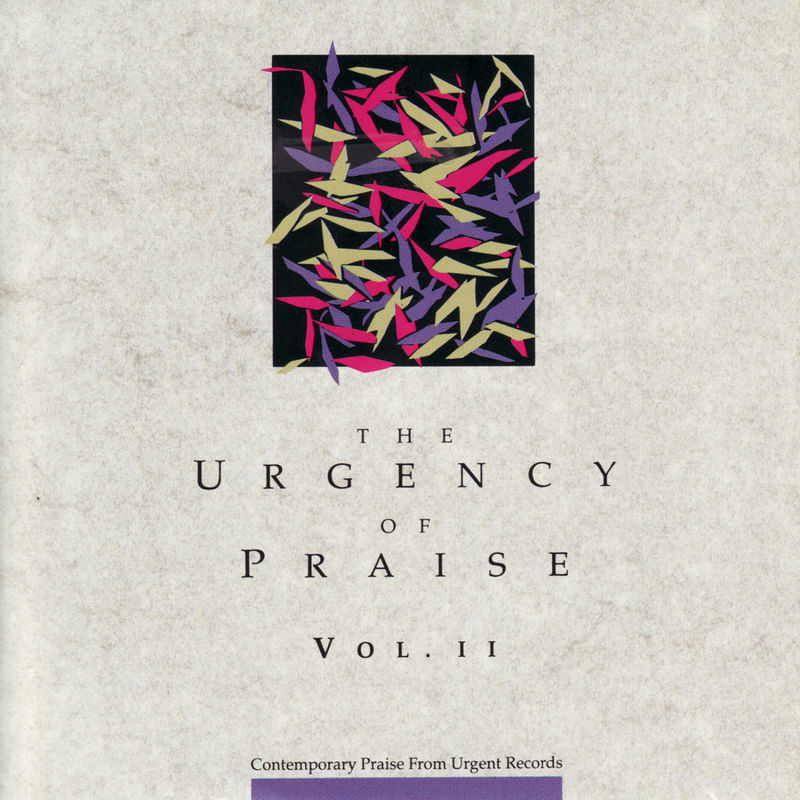 THE
URGENCY
OF
PRAISE
VOL. II
Contemporary Praise From Urgent Records